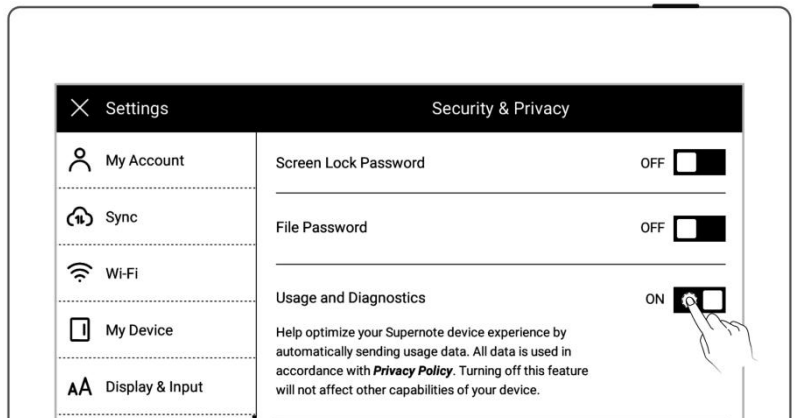 Settings
Security & Privacy
My Account
Sync
Wi-Fi
My Device
Display & Input
Screen Lock Password
OFF
File Password
OFF
Usage and Diagnostics
ON
Help optimize your Supernote device experience by
automatically sending usage data. All data is used in
accordance with Privacy Policy. Turning off this feature
will not affect other capabilities of your device.